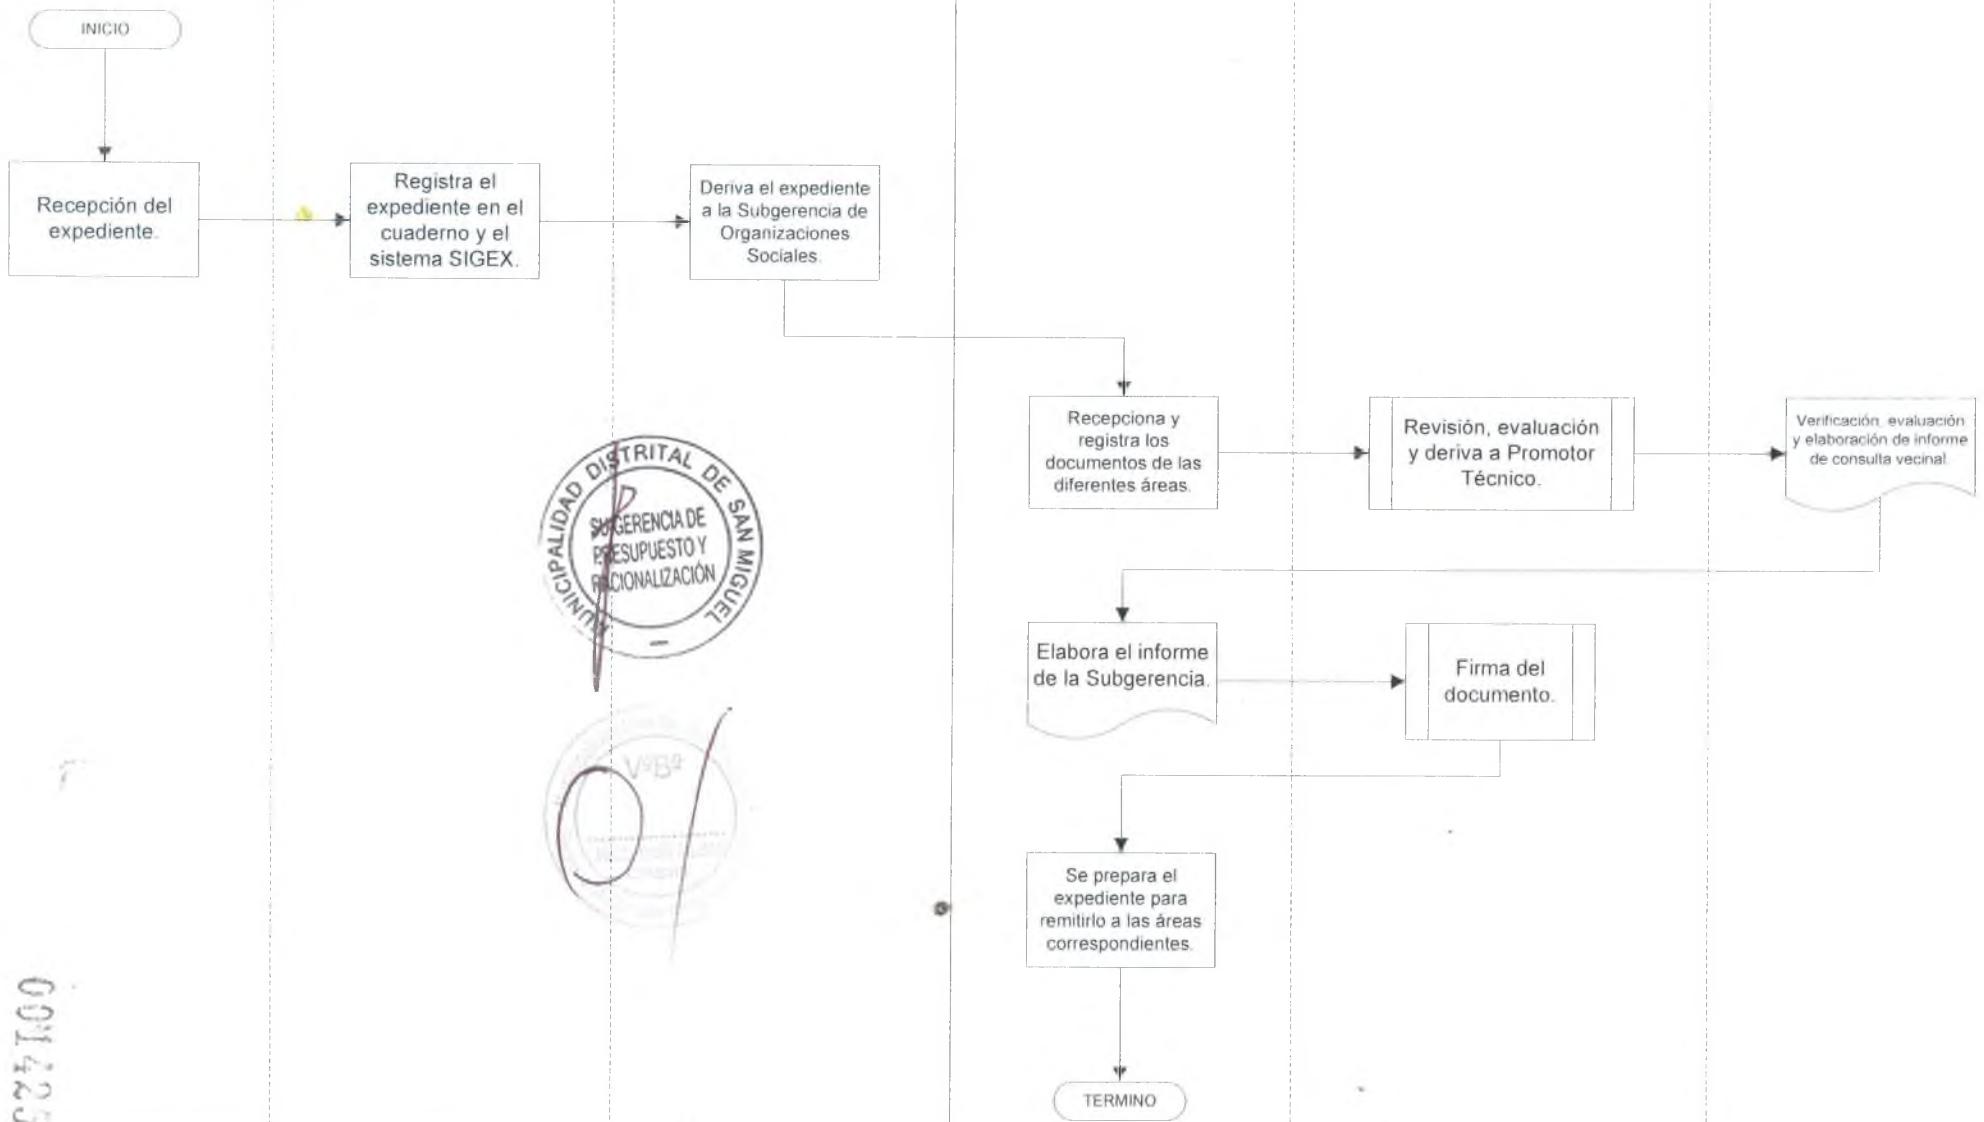 INICIO
Recepción del
expediente.
Registra el
expediente en el
cuaderno y el
sistema SIGEX.
Deriva el expediente
a la Subgerencia de
Organizaciones
Sociales.
Recepciona y
registra los
documentos de las
diferentes áreas.
Revisión, evaluación
y deriva a Promotor
Técnico.
Verificación, evaluación
y elaboración de informe
de consulta vecinal.
MUNICIPALIDAD DISTRITAL DE SAN MIGUEL
SUBGERENCIA DE
PRESUPUESTO Y
RACIONALIZACIÓN
Elabora el informe
de la Subgerencia.
Firma del
documento.
VºBº
Se prepara el
expediente para
remitirlo a las áreas
correspondientes.
TERMINO